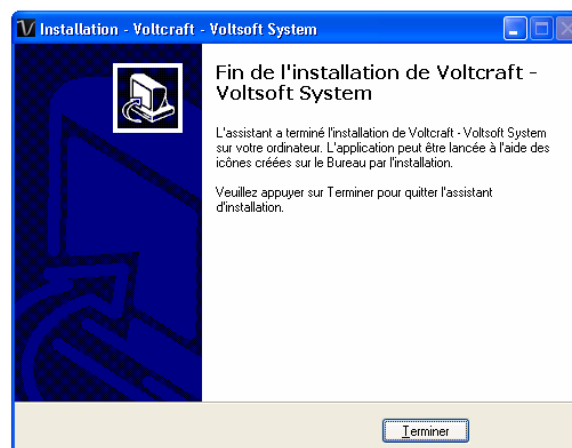 Installation - Voltcraft - Voltsoft System
Fin de l'installation de Voltcraft -
Voltsoft System
L'assistant a terminé l'installation de Voltcraft - Voltsoft System
sur votre ordinateur. L'application peut être lancée à l'aide des
icônes créées sur le Bureau par l'installation.
Veuillez appuyer sur Terminer pour quitter l'assistant
d'installation.
Terminer